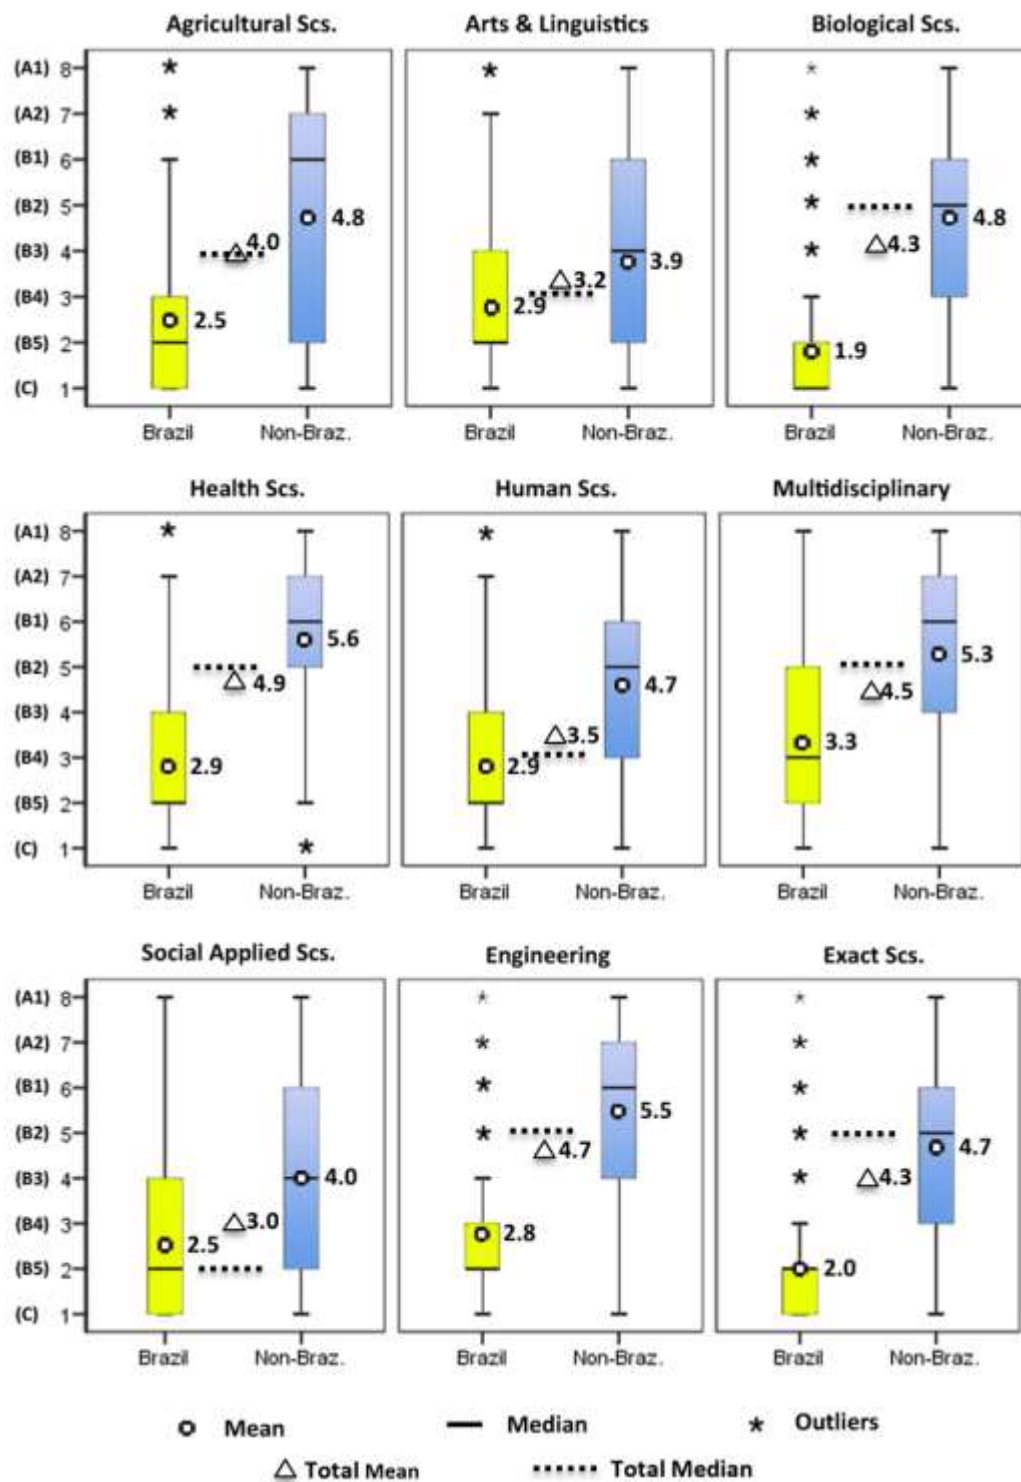 Agricultural Scs. Arts & Linguistics Biological Scs.
(A1) 8
(A2) 7
(B1) 6
(B2) 5 4.8 4.8
(B3) 4 4.0 3.9 4.3
(B4) 3 2.5 2.9 3.2
(B5) 2 1.9
(C) 1
Brazil Non-Braz. Brazil Non-Braz. Brazil Non-Braz.
Health Scs. Human Scs. Multidisciplinary
(A1) 8
(A2) 7
(B1) 6 5.6
(B2) 5 4.9 4.7 5.3
(B3) 4 3.5 4.5
(B4) 3 2.9 2.9 3.3
(B5) 2
(C) 1
Brazil Non-Braz. Brazil Non-Braz. Brazil Non-Braz.
Social Applied Scs. Engineering Exact Scs.
(A1) 8
(A2) 7
(B1) 6 5.5
(B2) 5 4.7 4.7
(B3) 4 4.0 4.3
(B4) 3 2.5 3.0 2.8
(B5) 2 2.0
(C) 1
Brazil Non-Braz. Brazil Non-Braz. Brazil Non-Braz.
Mean Median Outliers
Total Mean Total Median